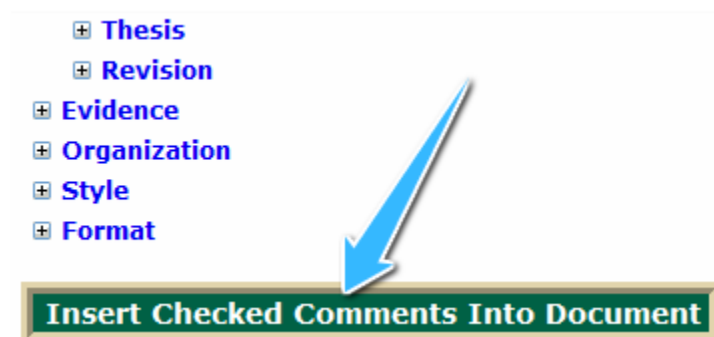 Thesis
Revision
Evidence
Organization
Style
Format
Insert Checked Comments Into Document